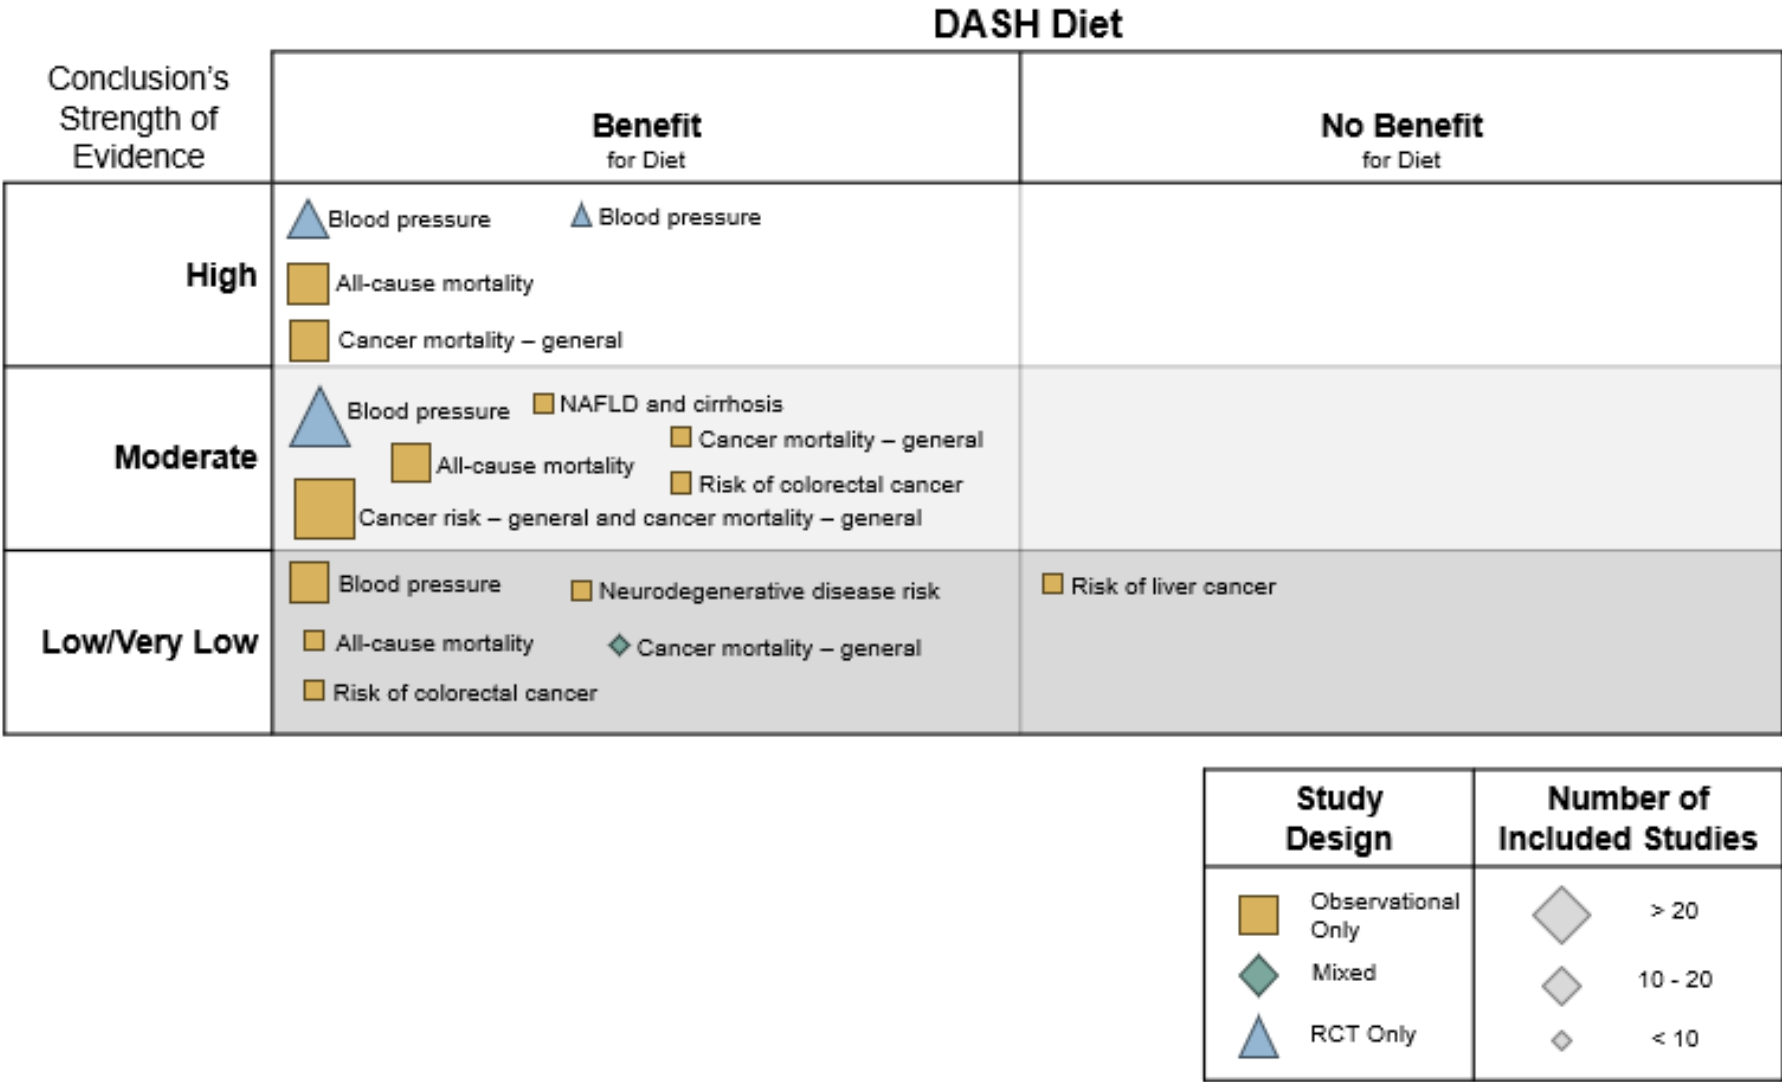 DASH Diet
Conclusion's
Strength of
Evidence
Benefit
for Diet
No Benefit
for Diet
High
Blood pressure
Blood pressure
All-cause mortality
Cancer mortality – general
Moderate
Blood pressure
NAFLD and cirrhosis
Cancer mortality – general
All-cause mortality
Risk of colorectal cancer
Cancer risk – general and cancer mortality – general
Low/Very Low
Blood pressure
Neurodegenerative disease risk
All-cause mortality
Cancer mortality – general
Risk of colorectal cancer
Risk of liver cancer
Study
Design
Number of
Included Studies
Observational
Only
> 20
Mixed
10 - 20
RCT Only
< 10